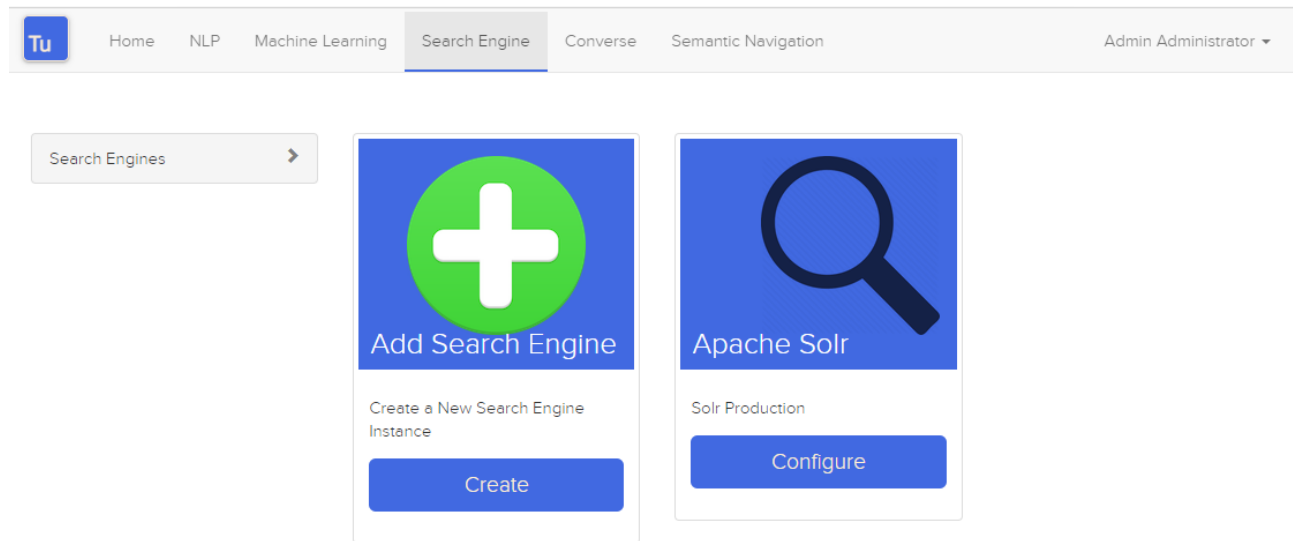 Tu
Home NLP Machine Learning Search Engine Converse Semantic Navigation Admin Administrator
Search Engines
Add Search Engine
Create a New Search Engine
Instance
Create
Apache Solr
Solr Production
Configure